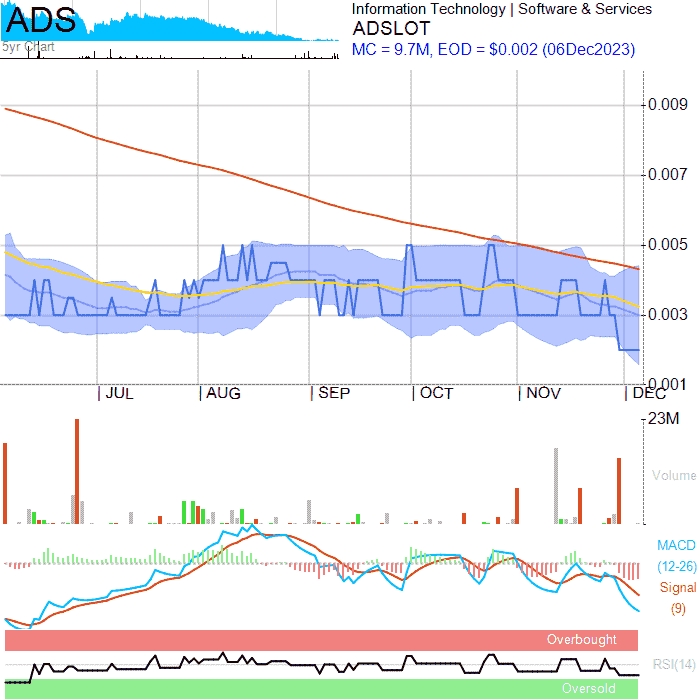 ADS
5yr Chart
Information Technology | Software & Services
ADSLOT
MC = 9.7M, EOD = $0.002 (06Dec2023)
0.009
0.007
0.005
0.003
0.001
| JUL | AUG | SEP | OCT | NOV | DEC
23M
Volume
MACD
(12-26)
Signal
(9)
Overbought
RSI(14)
Oversold